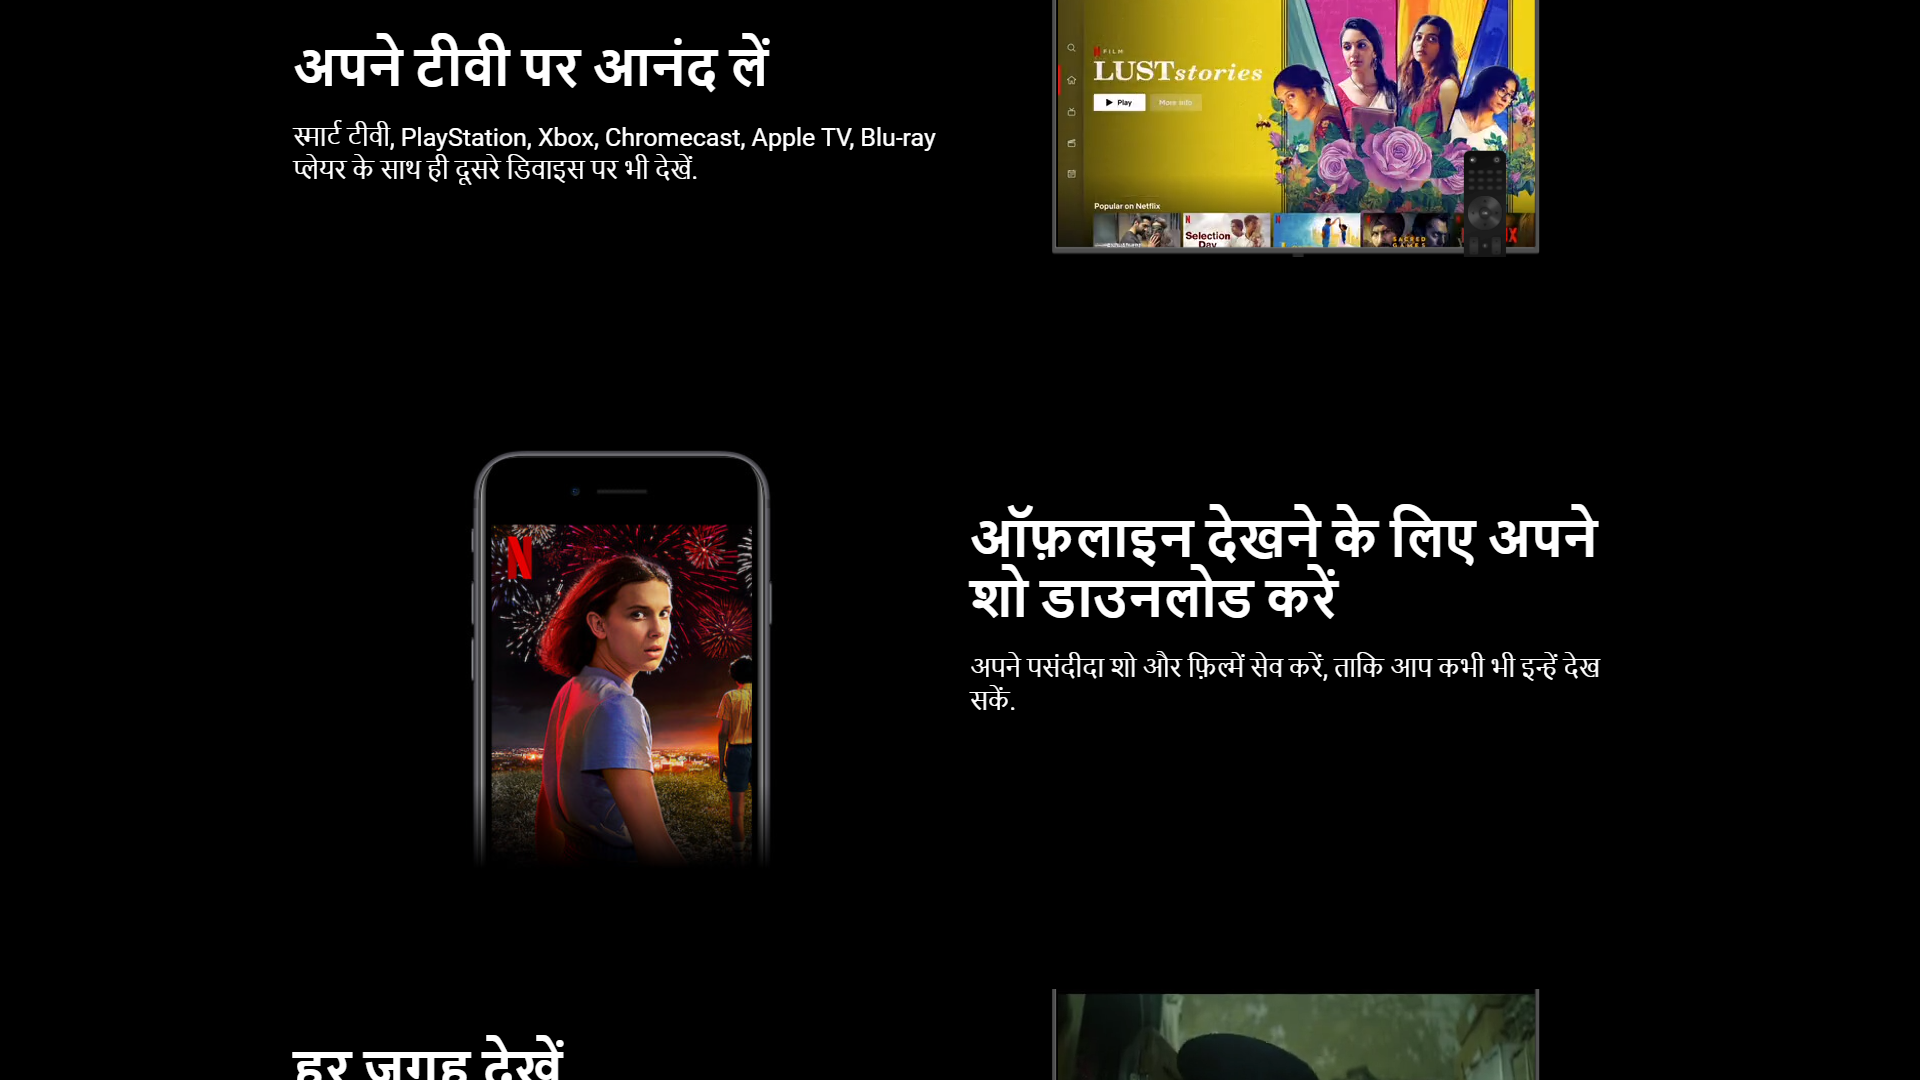 अपने टीवी पर आनंद लें
स्मार्ट टीवी, PlayStation, Xbox, Chromecast, Apple TV, Blu-ray
प्लेयर के साथ ही दूसरे डिवाइस पर भी देखें.
N FILM
LUST stories
Play
More info
Popular on Netflix
N
Selection
Day
N
SACRED
GAMES
N
ऑफ़लाइन देखने के लिए अपने
शो डाउनलोड करें
अपने पसंदीदा शो और फ़िल्में सेव करें, ताकि आप कभी भी इन्हें देख
सकें.
हर जगह देखें